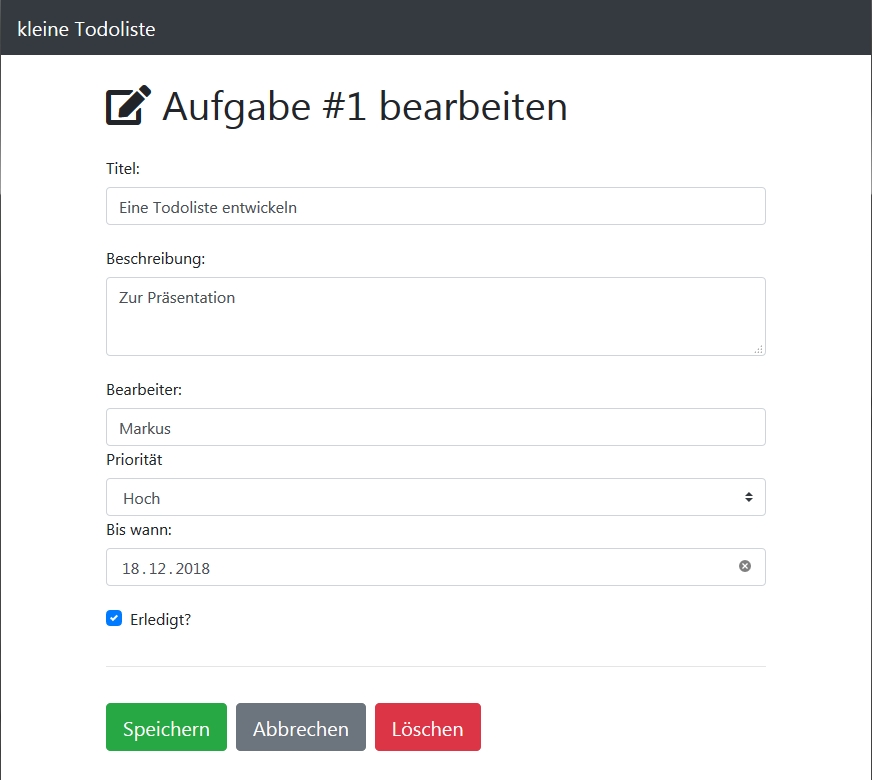 kleine Todoliste
Aufgabe #1 bearbeiten
Titel:
Eine Todoliste entwickeln
Beschreibung:
Zur Präsentation
Bearbeiter:
Markus
Priorität
Hoch
Bis wann:
18.12.2018
Erledigt?
Speichern Abbrechen Löschen